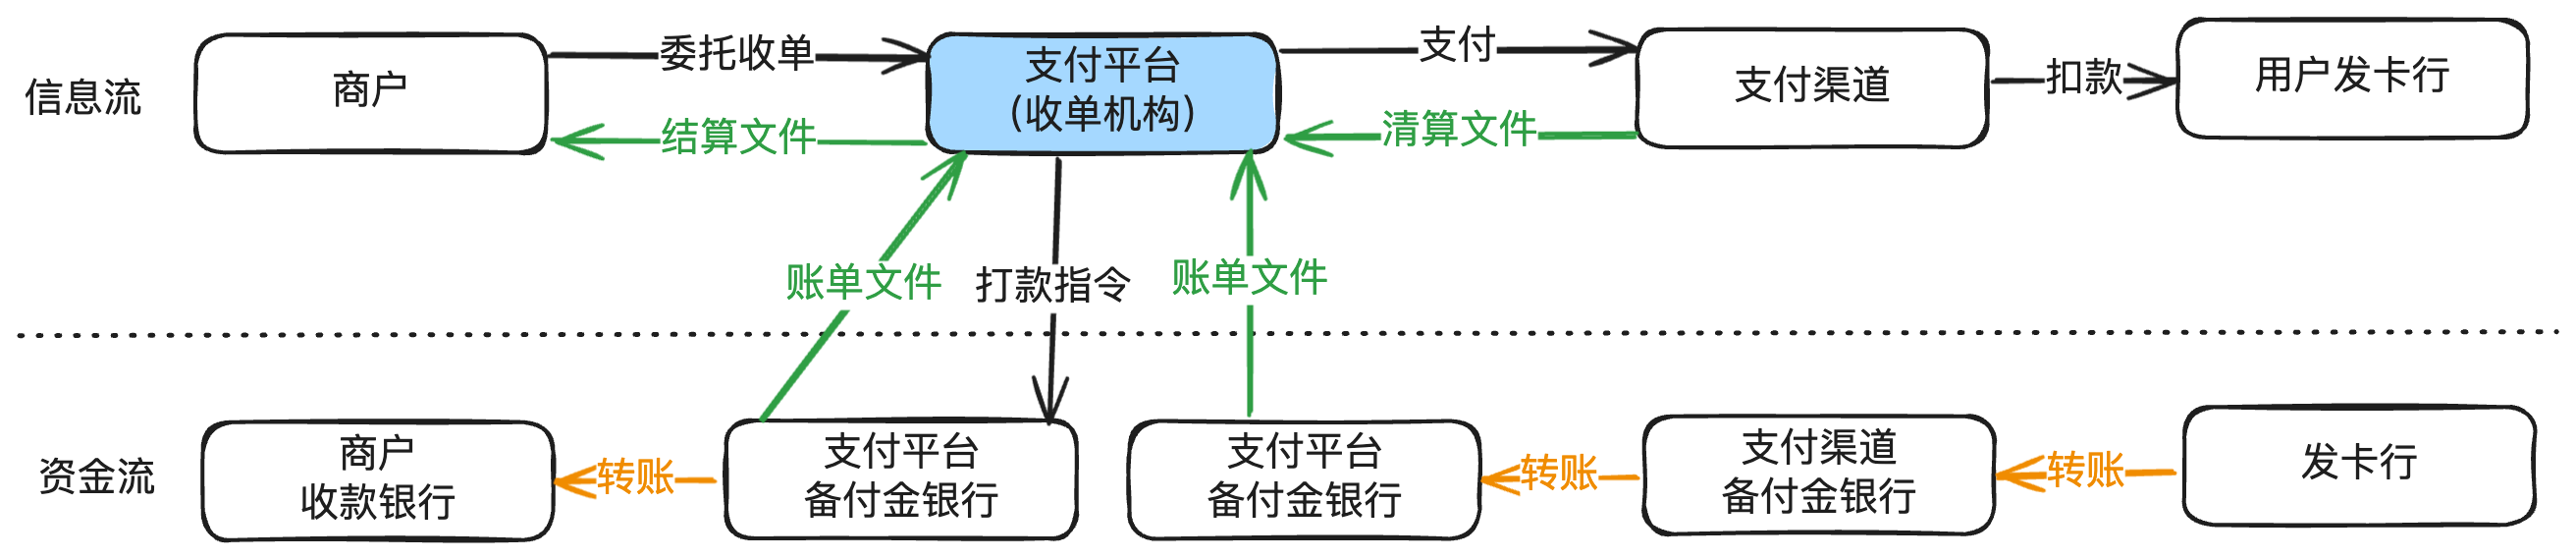 信息流
商户
委托收单
结算文件
支付平台
(收单机构)
支付
清算文件
支付渠道
扣款
用户发卡行
账单文件
打款指令
账单文件
资金流
商户
收款银行
转账
支付平台
备付金银行
支付平台
备付金银行
转账
支付渠道
备付金银行
转账
发卡行